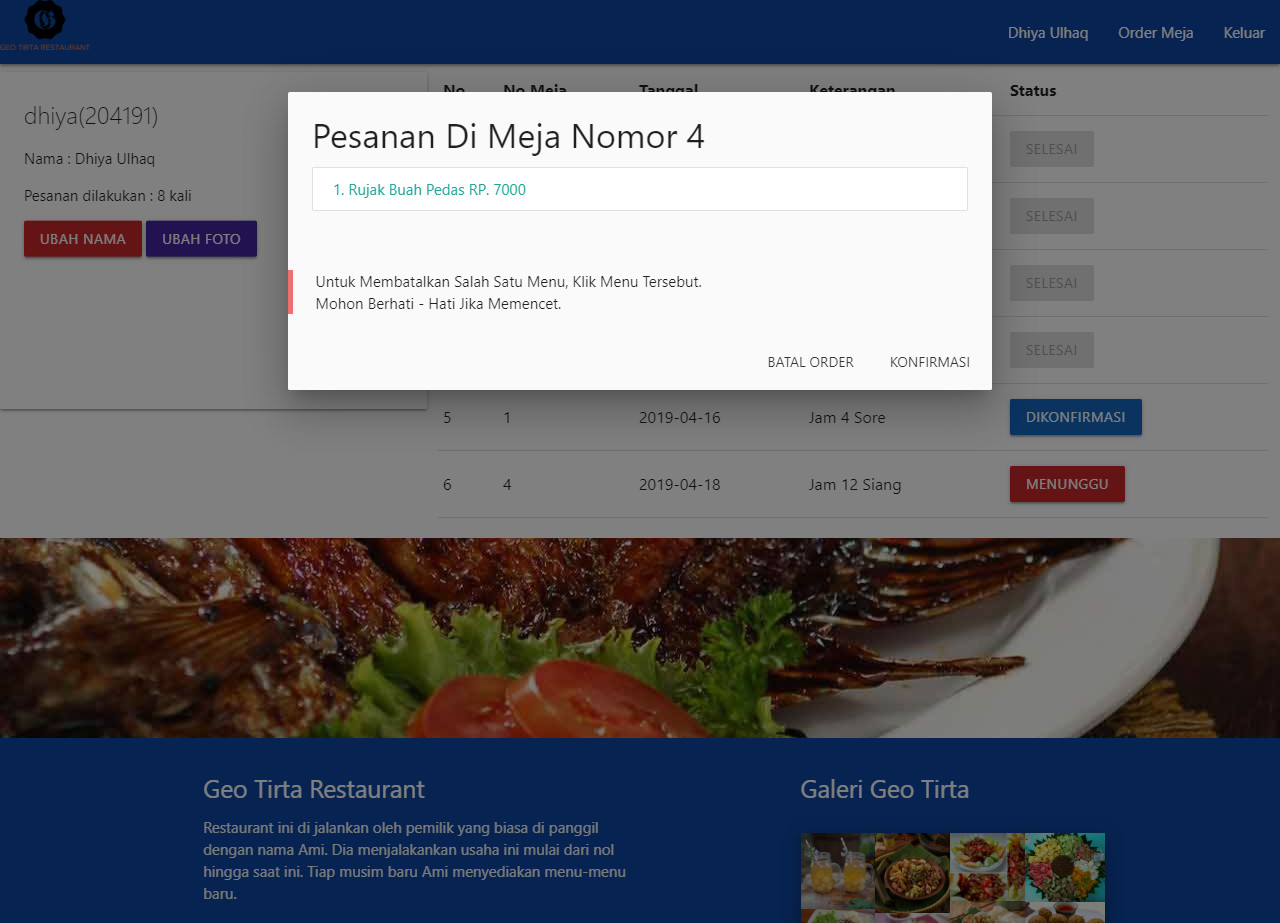 GEO TIRTA RESTAURANT
Dhiya Ulhaq
Order Meja
Keluar
dhiya(204191)
Nama : Dhiya Ulhaq
Pesanan dilakukan : 8 kali
UBAH NAMA
UBAH FOTO
No
No Meja
Tanggal
Keterangan
Status
SELESAI
SELESAI
SELESAI
SELESAI
Pesanan Di Meja Nomor 4
1. Rujak Buah Pedas RP. 7000
Untuk Membatalkan Salah Satu Menu, Klik Menu Tersebut.
Mohon Berhati - Hati Jika Memencet.
BATAL ORDER
KONFIRMASI
5 1 2019-04-16 Jam 4 Sore DIKONFIRMASI
6 4 2019-04-18 Jam 12 Siang MENUNGGU
Geo Tirta Restaurant
Restaurant ini di jalankan oleh pemilik yang biasa di panggil
dengan nama Ami. Dia menjalakankan usaha ini mulai dari nol
hingga saat ini. Tiap musim baru Ami menyediakan menu-menu
baru.
Galeri Geo Tirta